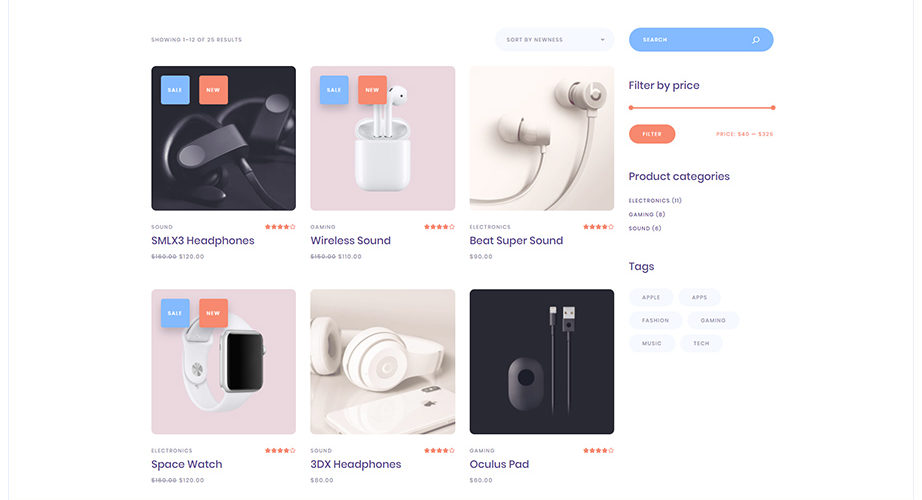 SHOWING 1–12 OF 25 RESULTS
SORT BY NEWNESS
SEARCH
SALE
NEW
SALE
NEW
SOUND
SMLX3 Headphones
$160.00 $120.00
GAMING
Wireless Sound
$150.00 $110.00
ELECTRONICS
Beat Super Sound
$90.00
SALE
NEW
ELECTRONICS
Space Watch
$160.00 $120.00
SOUND
3DX Headphones
$80.00
GAMING
Oculus Pad
$60.00
Filter by price
FILTER
PRICE: $40 — $320
Product categories
ELECTRONICS (11)
GAMING (8)
SOUND (6)
Tags
APPLE
APPS
FASHION
GAMING
MUSIC
TECH